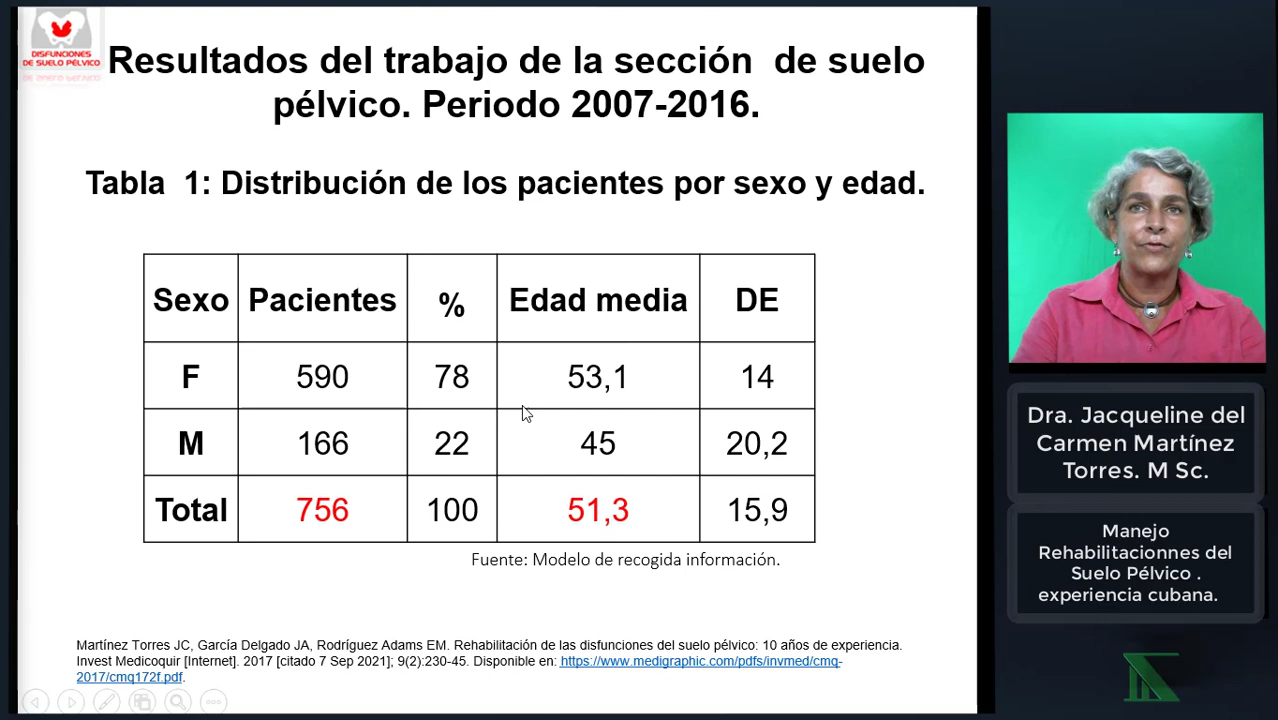 DISFUNCIONES
DE SUELO PÉLVICO
Resultados del trabajo de la sección de suelo
pélvico. Periodo 2007-2016.
Tabla 1: Distribución de los pacientes por sexo y edad.
Sexo Pacientes % Edad media DE
F 590 78 53,1 14
M 166 22 45 20,2
Total 756 100 51,3 15,9
Fuente: Modelo de recogida información.
Martínez Torres JC, García Delgado JA, Rodríguez Adams EM. Rehabilitación de las disfunciones del suelo pélvico: 10 años de experiencia.
Invest Medicoquir [Internet]. 2017 [citado 7 Sep 2021]; 9(2):230-45. Disponible en: https://www.medigraphic.com/pdfs/invmed/cmq-
2017/cmq172f.pdf.
Dra. Jacqueline del
Carmen Martínez
Torres. M Sc.
Manejo
Rehabilitacionnes del
Suelo Pélvico .
experiencia cubana.